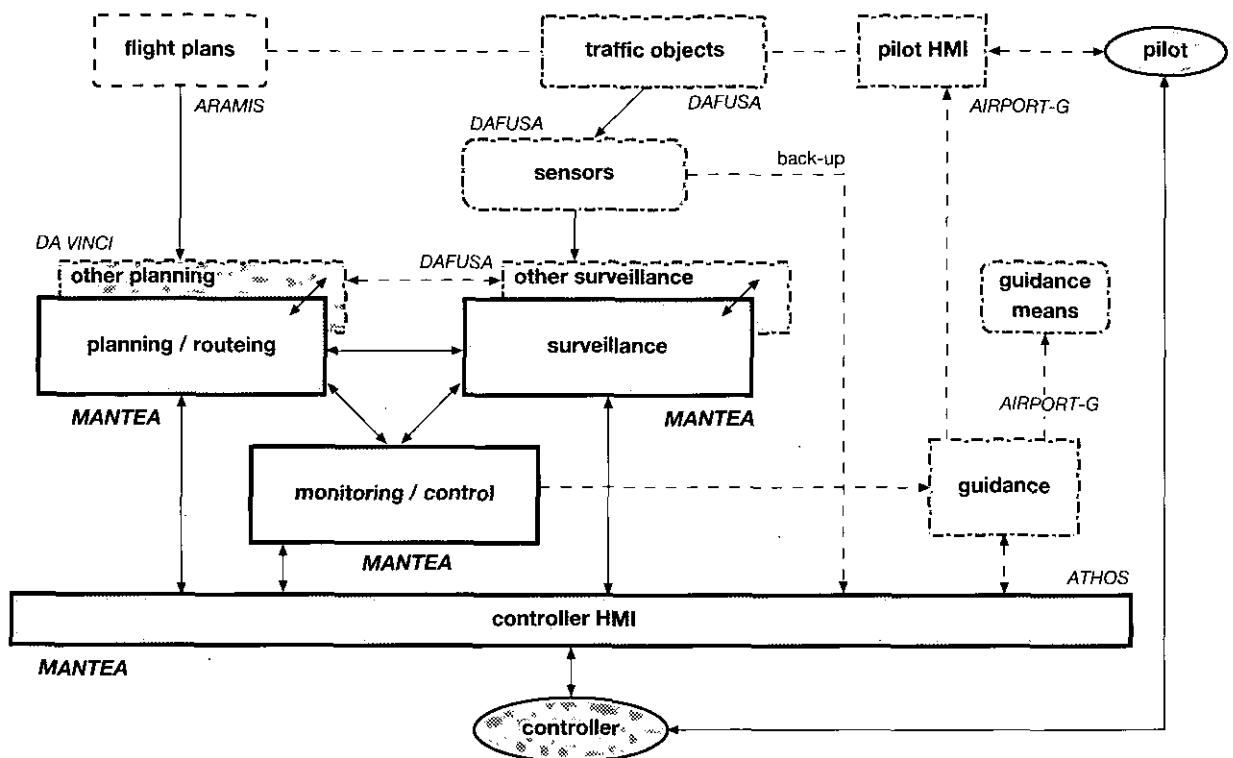 flight plans
traffic objects
pilot HMI
pilot
ARAMIS
DAFUSA
DAFUSA
AIRPORT-G
sensors
back-up
DA VINCI
other planning
DAFUSA
other surveillance
guidance
means
planning / routeing
surveillance
MANTEA
MANTEA
AIRPORT-G
monitoring / control
guidance
MANTEA
ATHOS
controller HMI
MANTEA
controller